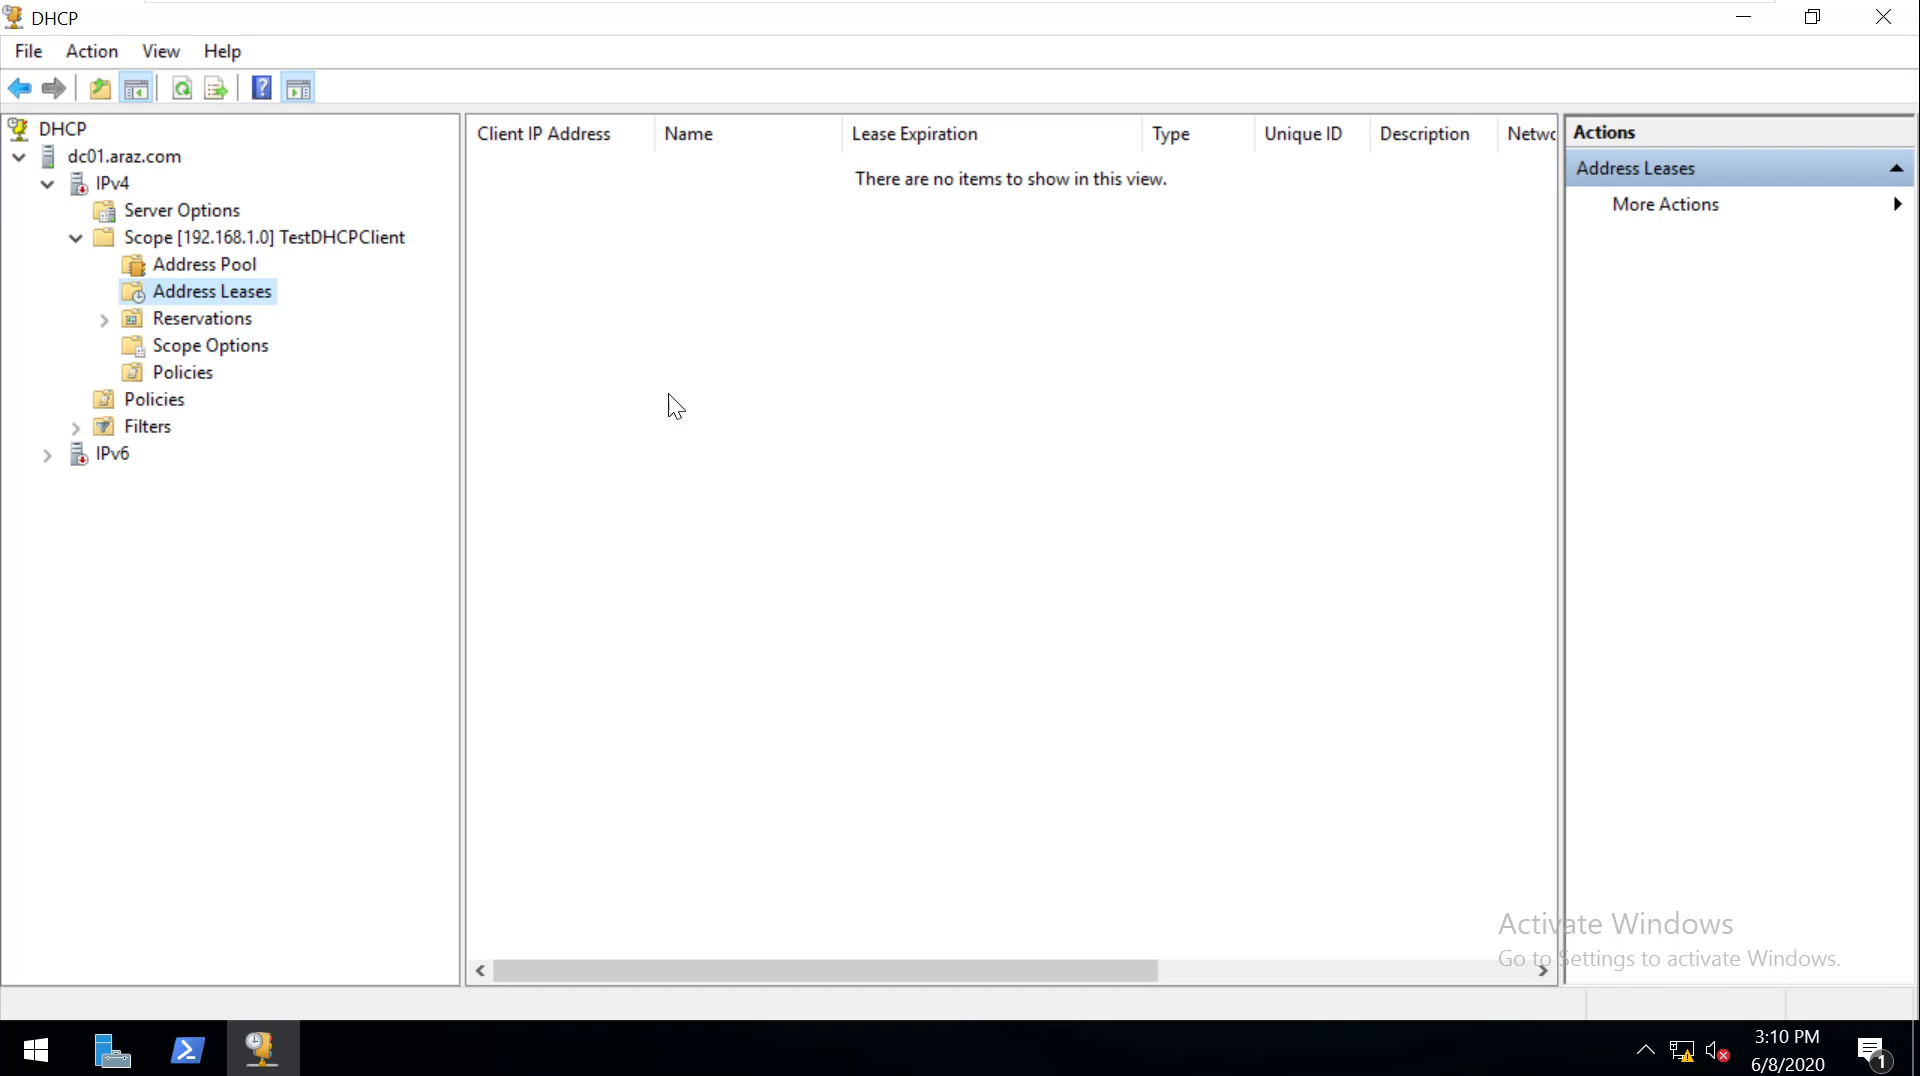 DHCP
File Action View Help
DHCP
dc01.araz.com
IPv4
Server Options
Scope [192.168.1.0] TestDHCPClient
Address Pool
Address Leases
Reservations
Scope Options
Policies
Policies
Filters
IPv6
Client IP Address Name Lease Expiration Type Unique ID Description Netwo
There are no items to show in this view.
Actions
Address Leases
More Actions
Activate Windows
Go to Settings to activate Windows.
3:10 PM
6/8/2020
1